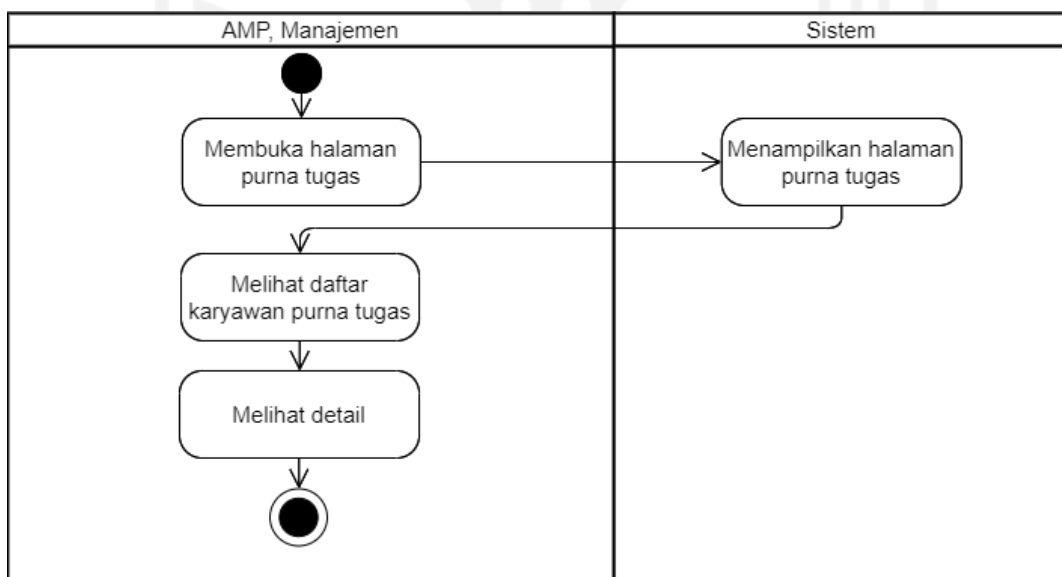 AMP, Manajemen
Sistem
Membuka halaman
purna tugas
Menampilkan halaman
purna tugas
Melihat daftar
karyawan purna tugas
Melihat detail